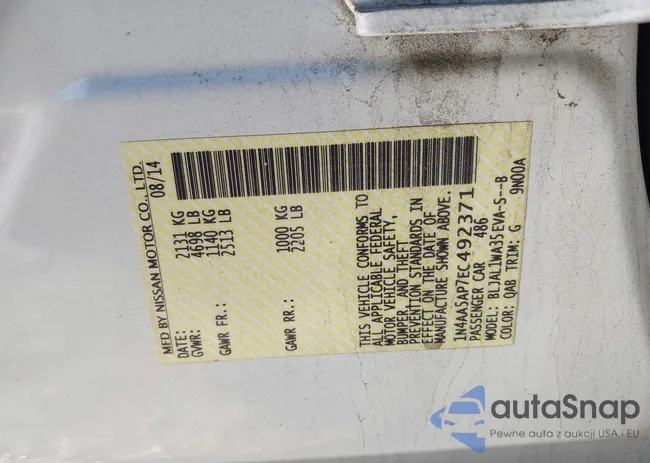 MFD BY NISSAN MOTOR CO., LTD.
DATE: 08/14
GVWR: 2131 KG
4698 LB
GAWR FR.: 1140 KG
2513 LB
GAWR RR.: 1000 KG
2205 LB
THIS VEHICLE CONFORMS TO
ALL APPLICABLE FEDERAL
MOTOR VEHICLE SAFETY,
BUMPER, AND THEFT
PREVENTION STANDARDS IN
EFFECT ON THE DATE OF
MANUFACTURE SHOWN ABOVE.
1N4AA5AP7EC492371
PASSENGER CAR 486
MODEL: BLJAL1WA35EVA-S--B
COLOR: QAB TRIM: G 9N00A
autoSnap
Pewne auta z aukcji USA i EU